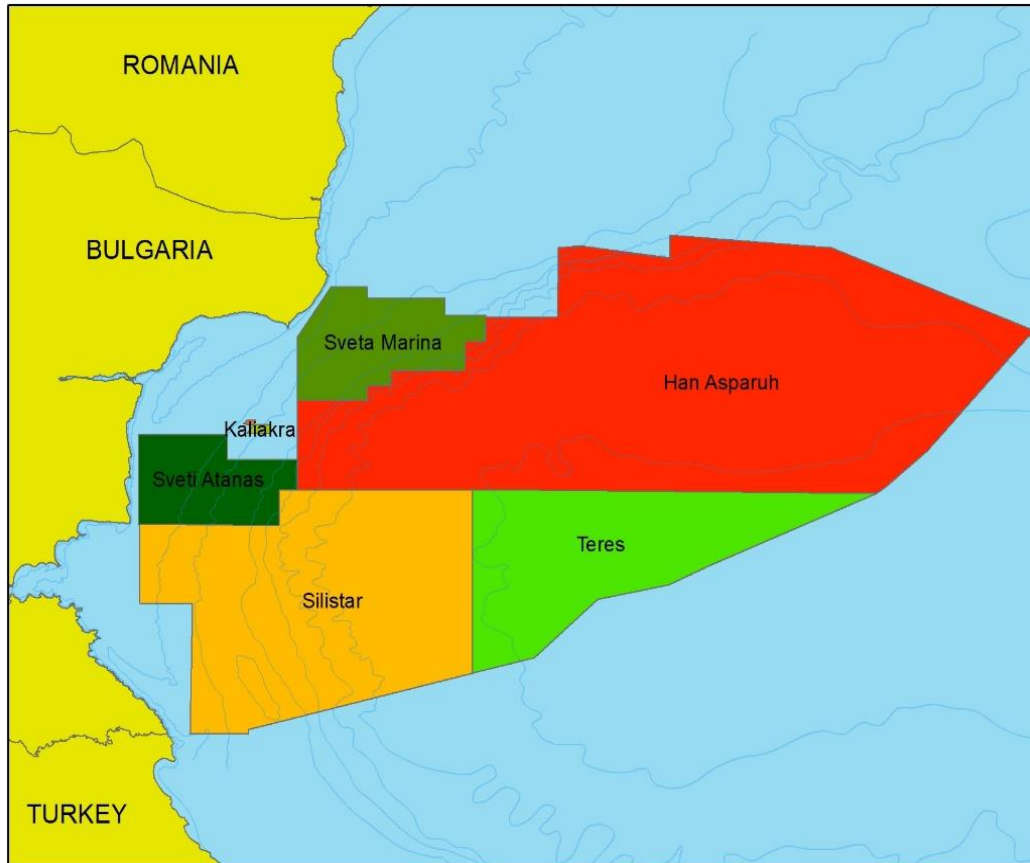 ROMANIA
BULGARIA
Sveta Marina
Han Asparuh
Kaliakra
Sveti Atanas
Teres
Silistar
TURKEY